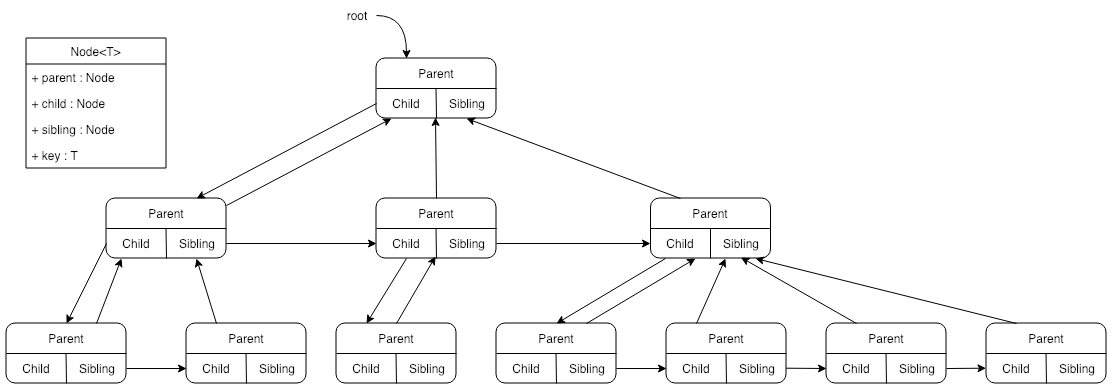 root
Node<T>
+ parent : Node
+ child : Node
+ sibling : Node
+ key : T
Parent
Child Sibling
Parent
Child Sibling
Parent
Child Sibling
Parent
Child Sibling
Parent
Child Sibling
Parent
Child Sibling
Parent
Child Sibling
Parent
Child Sibling
Parent
Child Sibling
Parent
Child Sibling
Parent
Child Sibling